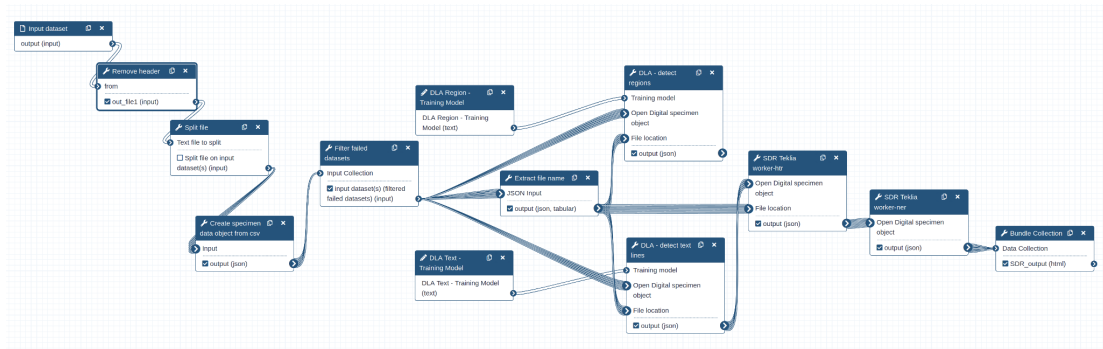 Input dataset
output (input)
Remove header
from
out_file1 (input)
Split file
Text file to split
Split file on input
dataset(s) (input)
Create specimen
data object from csv
Input
output (json)
Filter failed
datasets
Input Collection
input dataset(s) (filtered
failed datasets) (input)
DLA Region -
Training Model
DLA Region - Training
Model (text)
Extract file name
JSON Input
output (json, tabular)
DLA Text -
Training Model
DLA Text - Training Model
(text)
DLA - detect
regions
Training model
Open Digital specimen
object
File location
output (json)
DLA - detect text
lines
Training model
Open Digital specimen
object
File location
output (json)
SDR Teklia
worker-htr
Open Digital specimen
object
File location
output (json)
SDR Teklia
worker-ner
Open Digital specimen
object
output (json)
Bundle Collection
Data Collection
SDR_output (html)